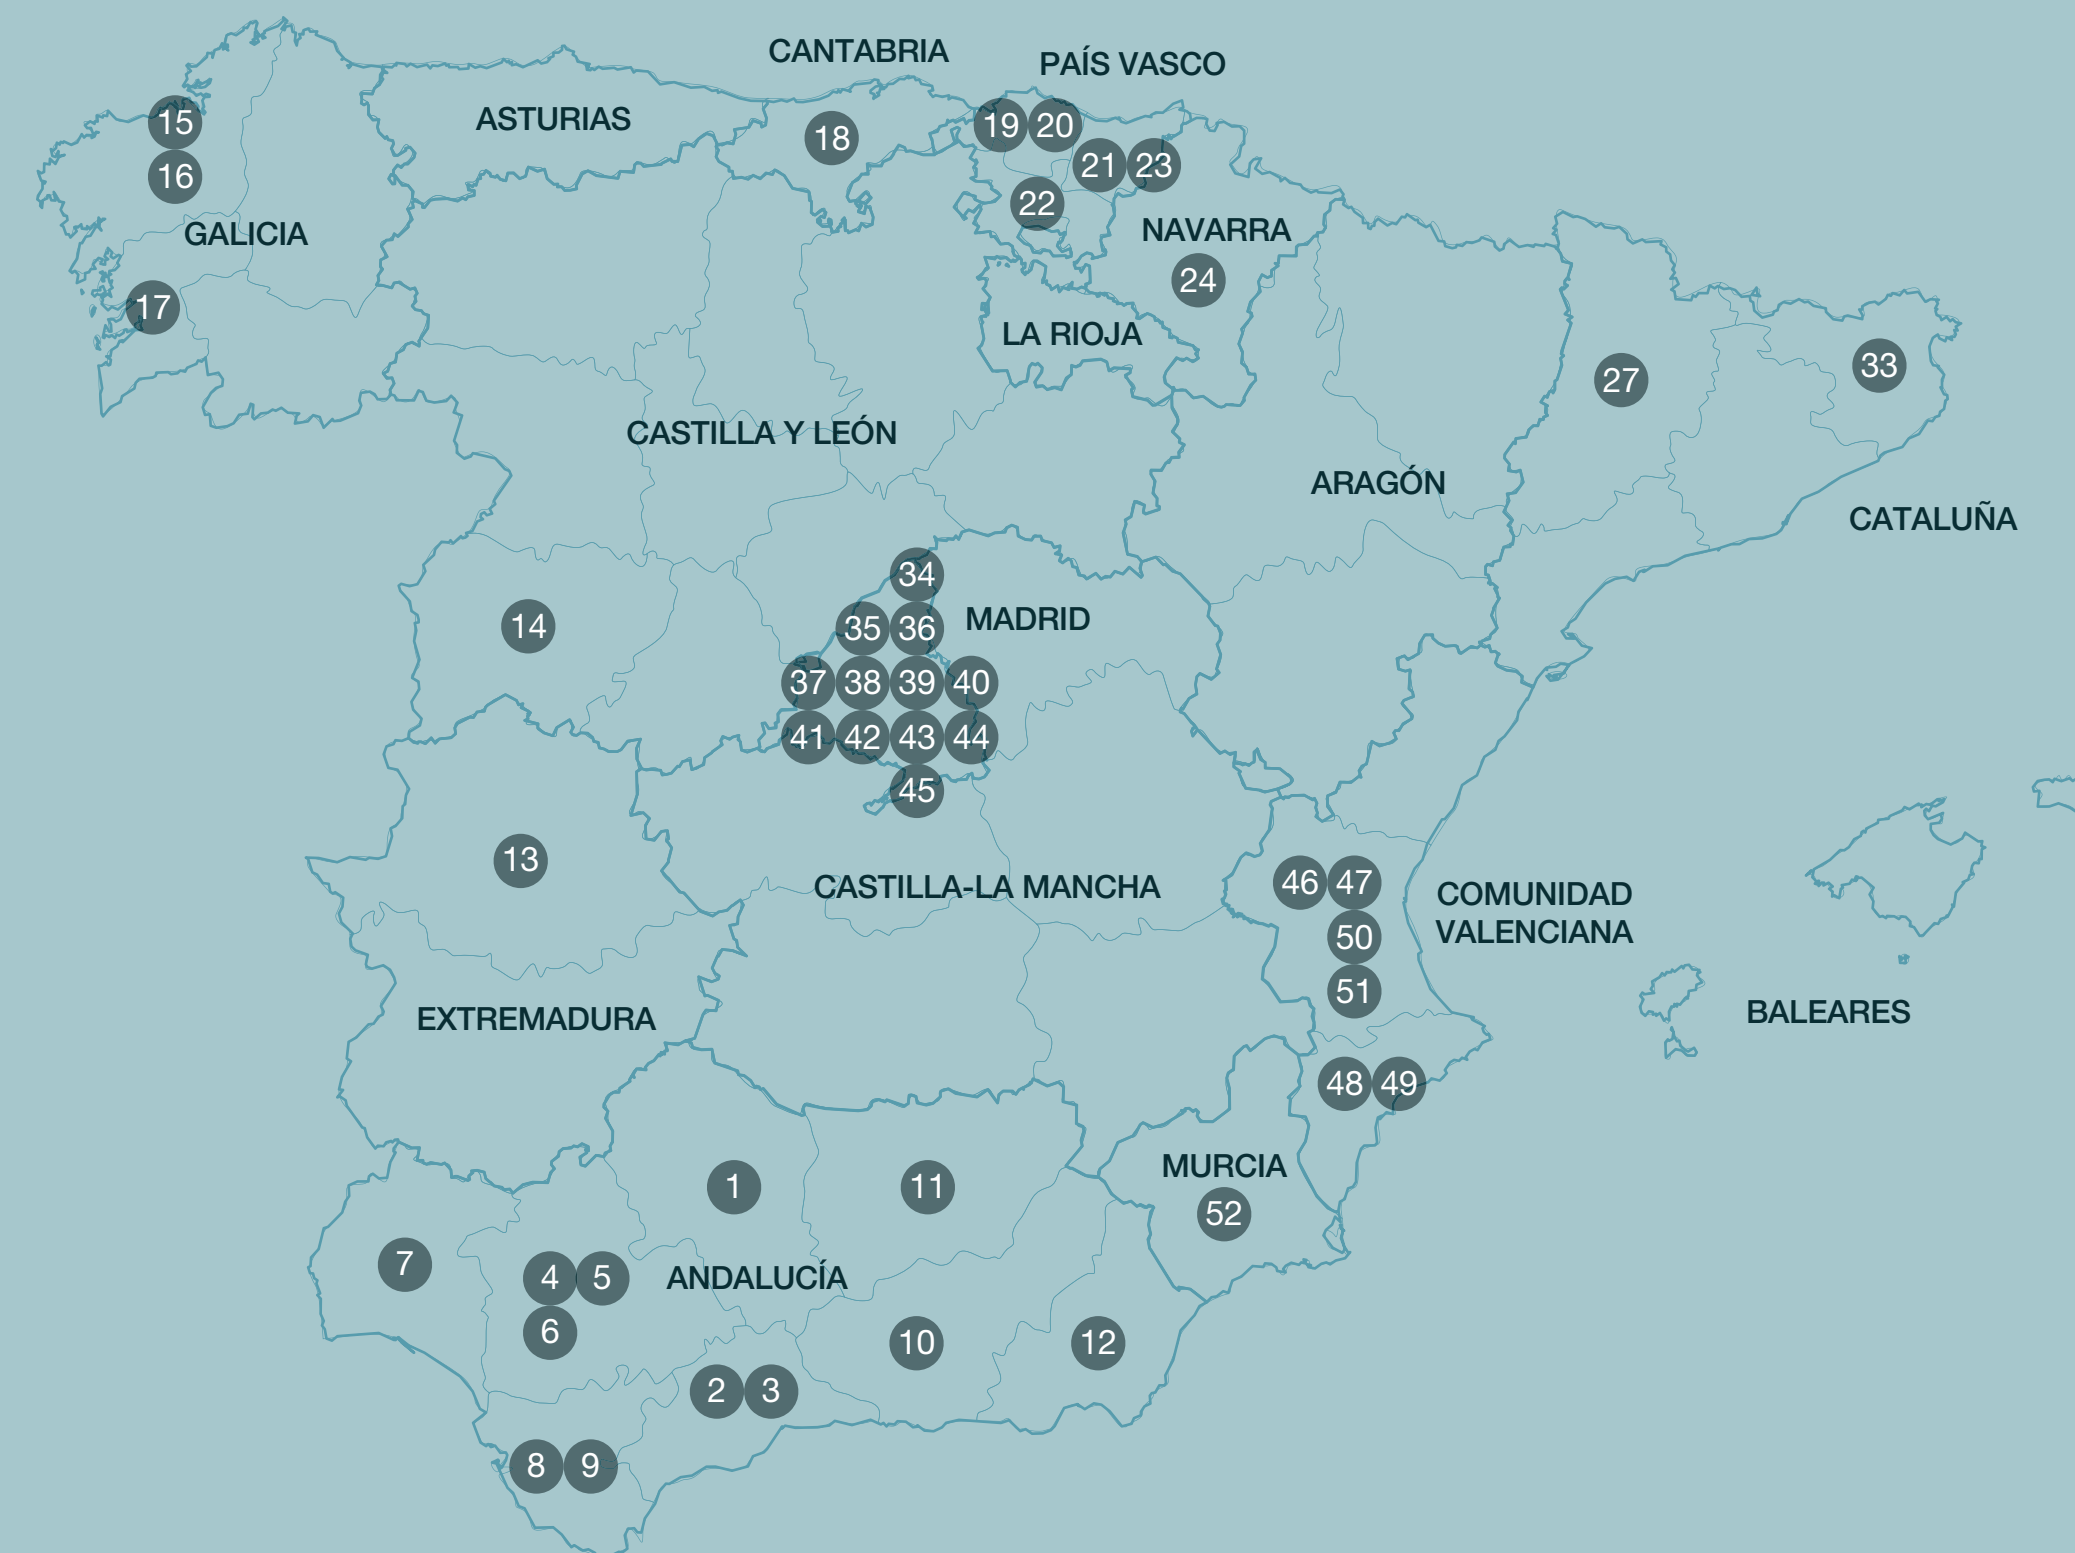 CANTABRIA
PAÍS VASCO
ASTURIAS
15
18
19 20
16
21 23
22
GALICIA
NAVARRA
24
17
LA RIOJA
27
33
CASTILLA Y LEÓN
ARAGÓN
CATALUÑA
34
14
35 36
MADRID
37 38 39 40
41 42 43 44
45
13
CASTILLA-LA MANCHA
46 47
COMUNIDAD
VALENCIANA
50
51
EXTREMADURA
BALEARES
48 49
MURCIA
1
11
52
7
4 5
ANDALUCÍA
6
10
12
2 3
8 9